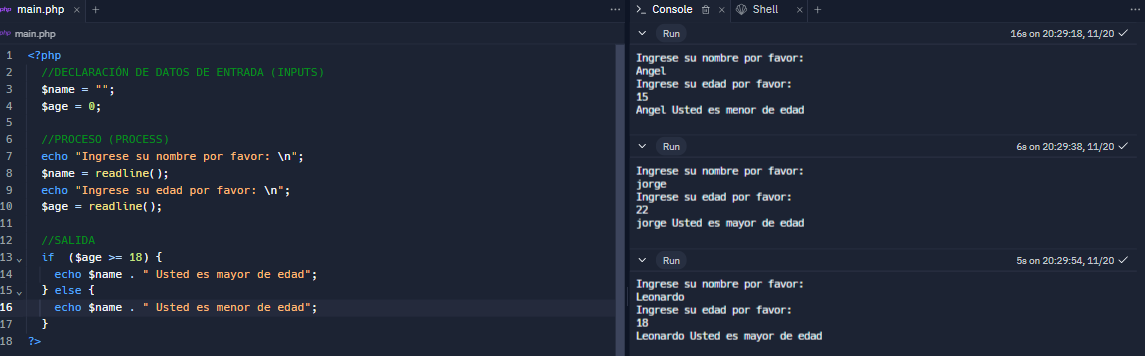 php main.php × +
php main.php
1 <?php
2 //DECLARACIÓN DE DATOS DE ENTRADA (INPUTS)
3 $name = "";
4 $age = 0;
5
6 //PROCESO (PROCESS)
7 echo "Ingrese su nombre por favor: \n";
8 $name = readline();
9 echo "Ingrese su edad por favor: \n";
10 $age = readline();
11
12 //SALIDA
13 if ($age >= 18) {
14 echo $name . " Usted es mayor de edad";
15 } else {
16 echo $name . " Usted es menor de edad";
17 }
18 ?>
>_ Console × Shell × +
Run 16s on 20:29:18, 11/20
Ingrese su nombre por favor:
Angel
Ingrese su edad por favor:
15
Angel Usted es menor de edad
Run 6s on 20:29:38, 11/20
Ingrese su nombre por favor:
jorge
Ingrese su edad por favor:
22
jorge Usted es mayor de edad
Run 5s on 20:29:54, 11/20
Ingrese su nombre por favor:
Leonardo
Ingrese su edad por favor:
18
Leonardo Usted es mayor de edad